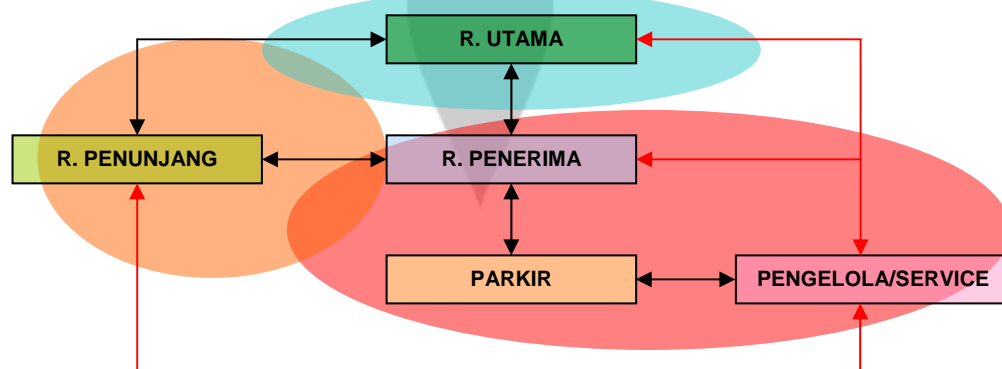 R. UTAMA
R. PENUNJANG
R. PENERIMA
PARKIR
PENGELOLA/SERVICE